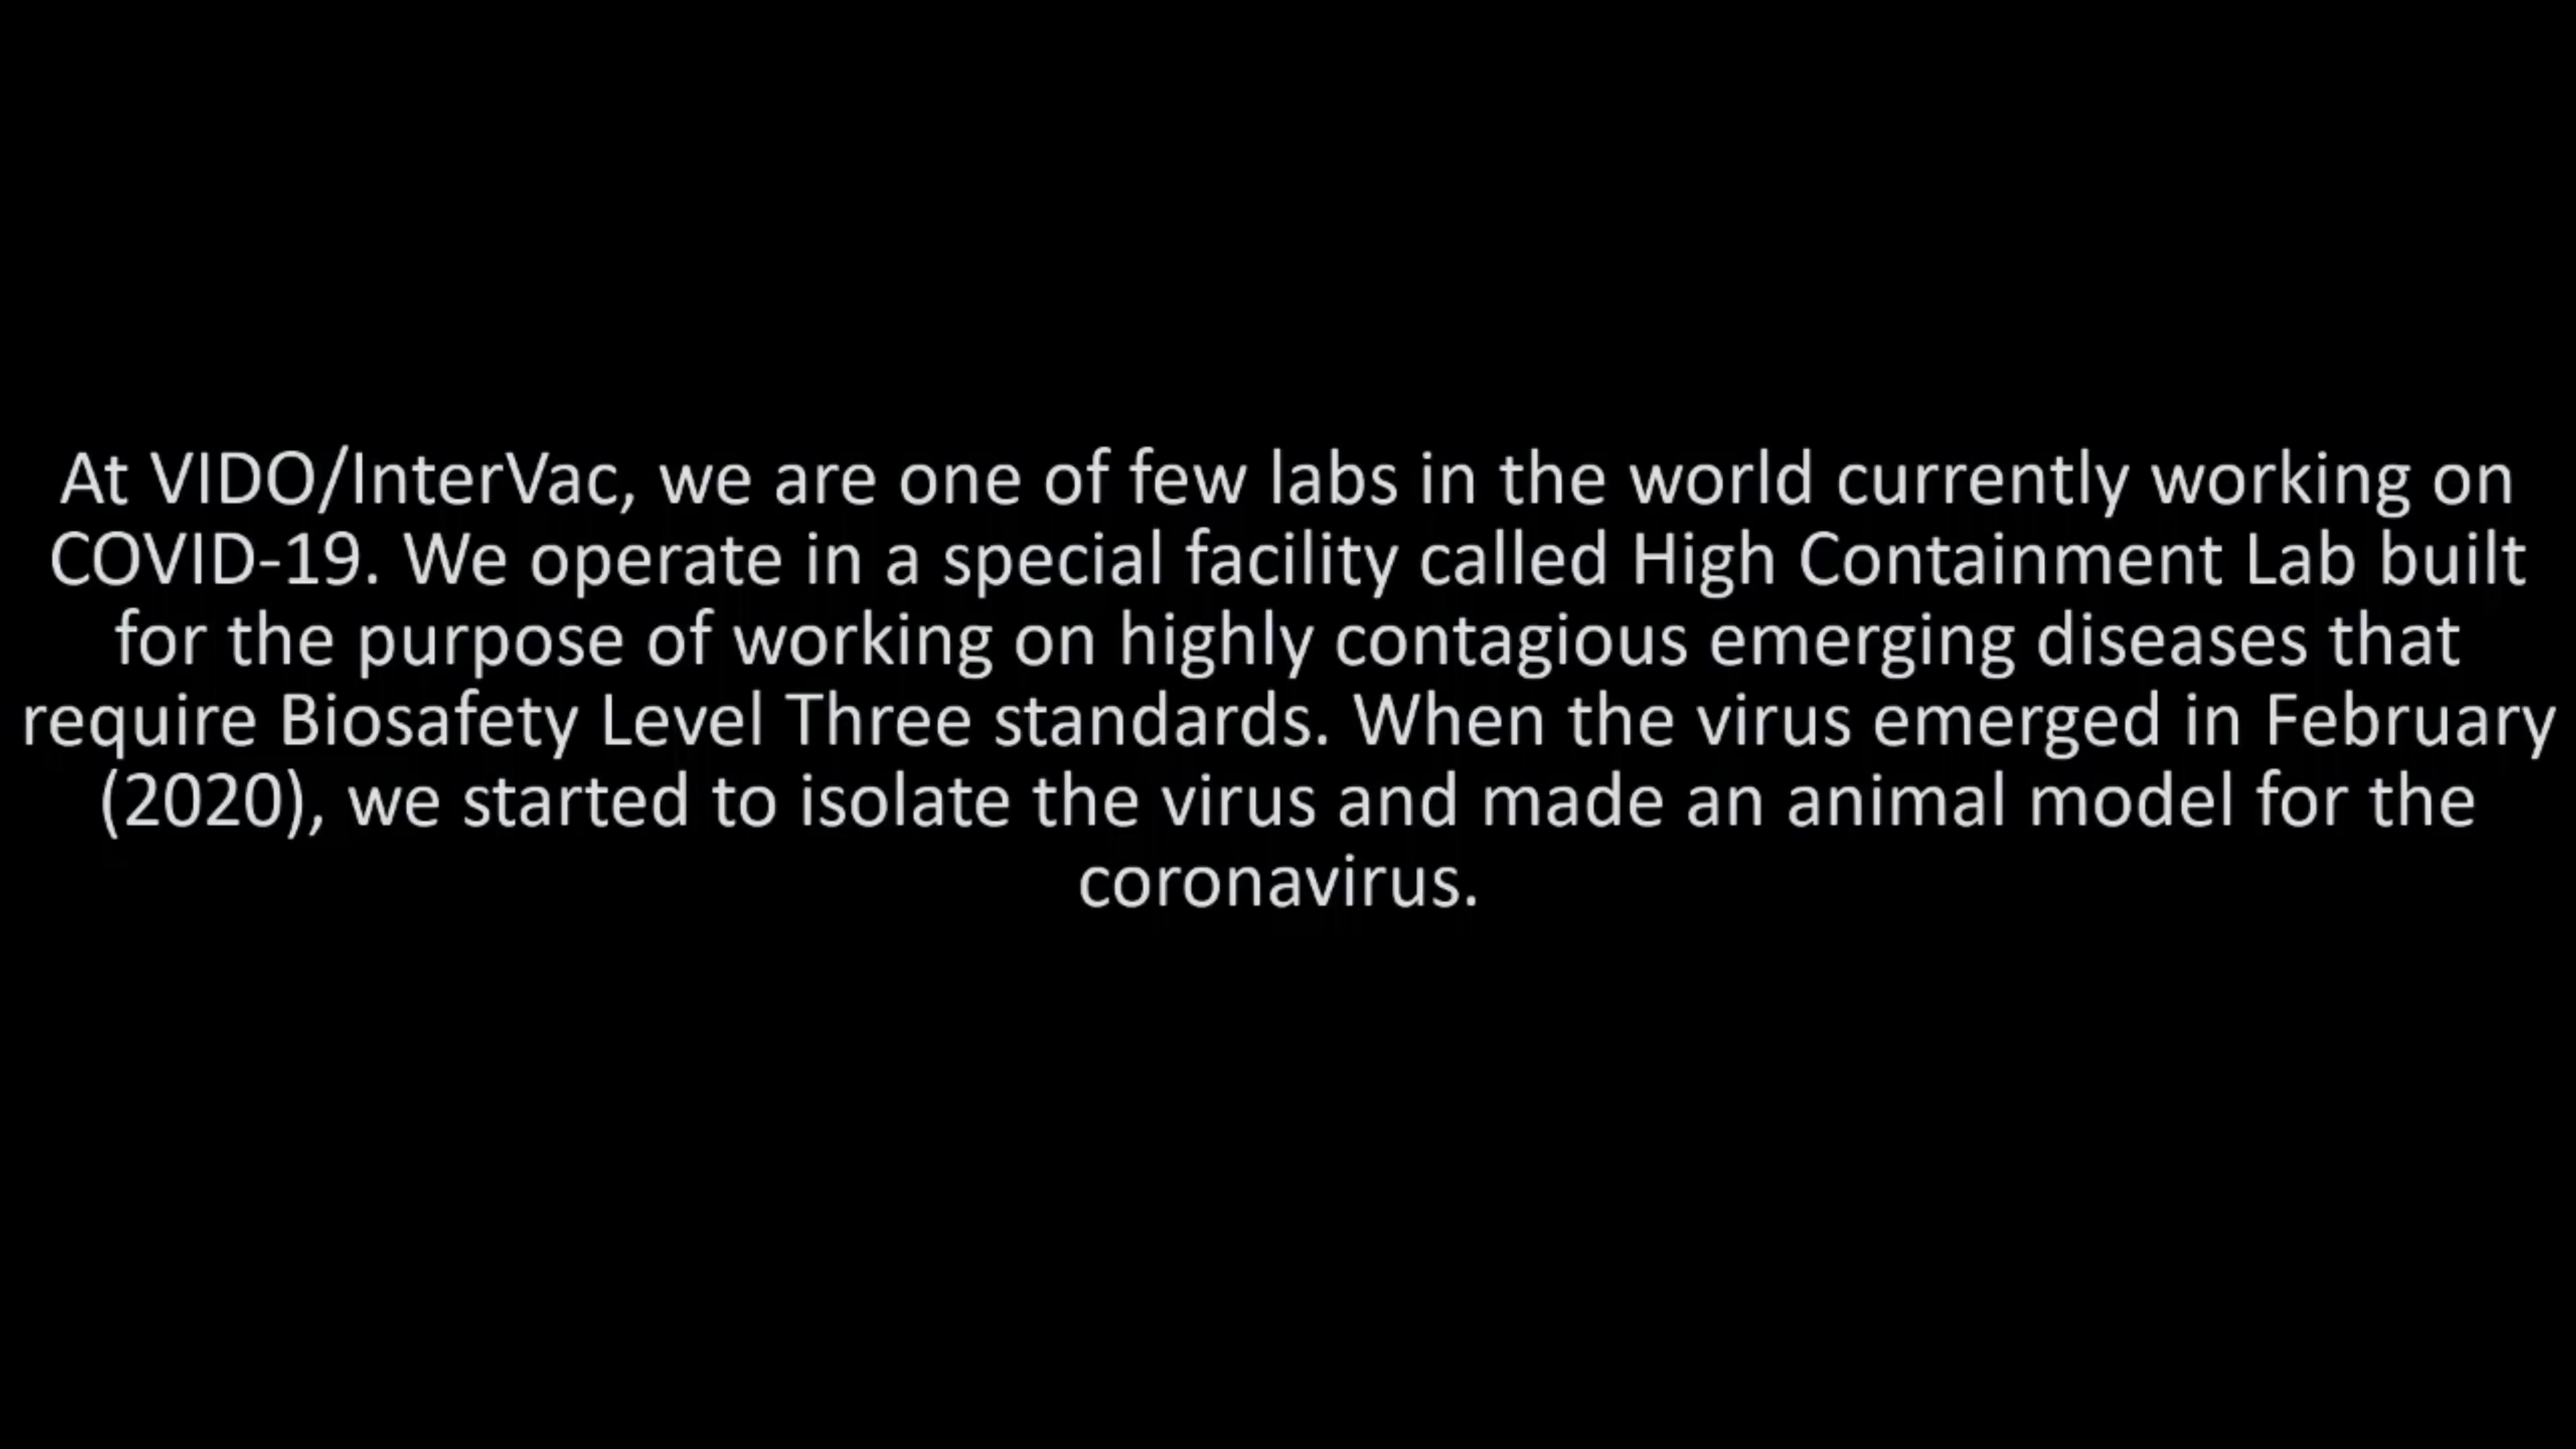 At VIDO/InterVac, we are one of few labs in the world currently working on
COVID-19. We operate in a special facility called High Containment Lab built
for the purpose of working on highly contagious emerging diseases that
require Biosafety Level Three standards. When the virus emerged in February
(2020), we started to isolate the virus and made an animal model for the
coronavirus.